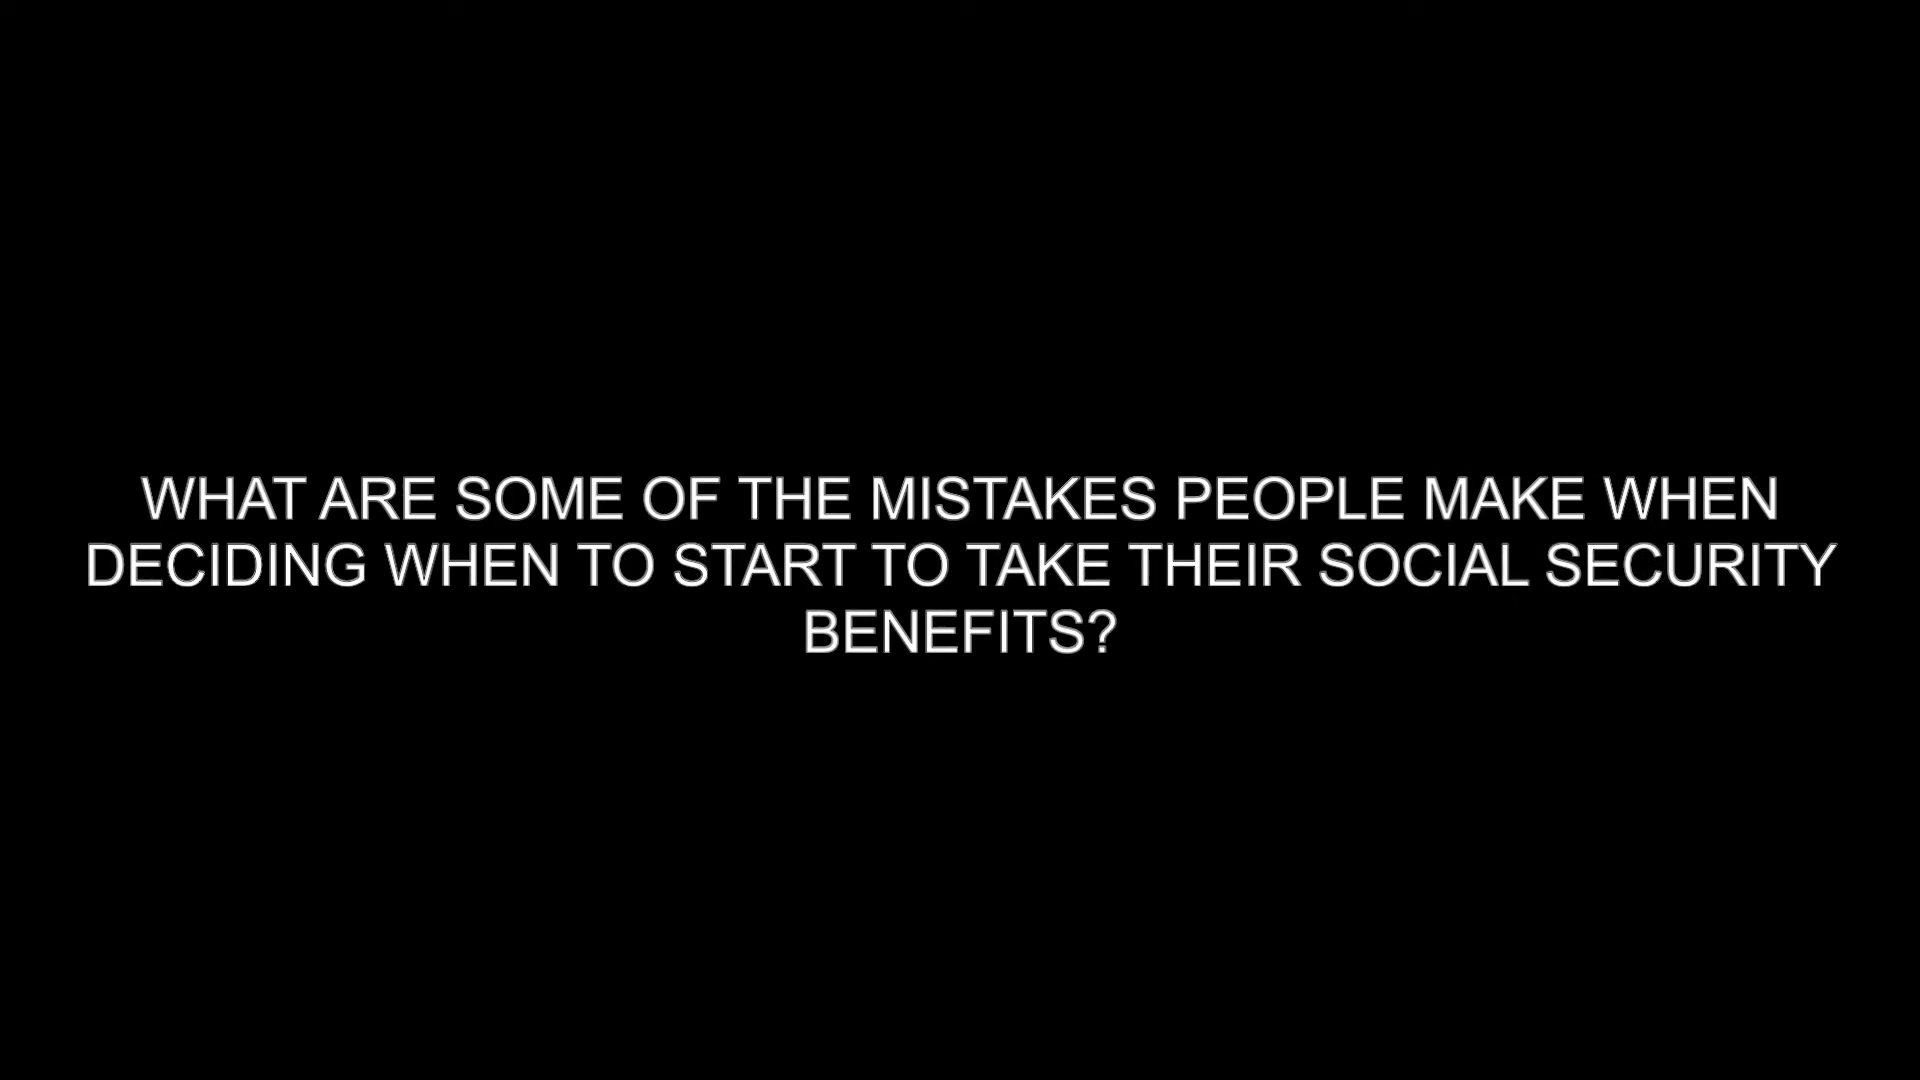 WHAT ARE SOME OF THE MISTAKES PEOPLE MAKE WHEN
DECIDING WHEN TO START TO TAKE THEIR SOCIAL SECURITY
BENEFITS?